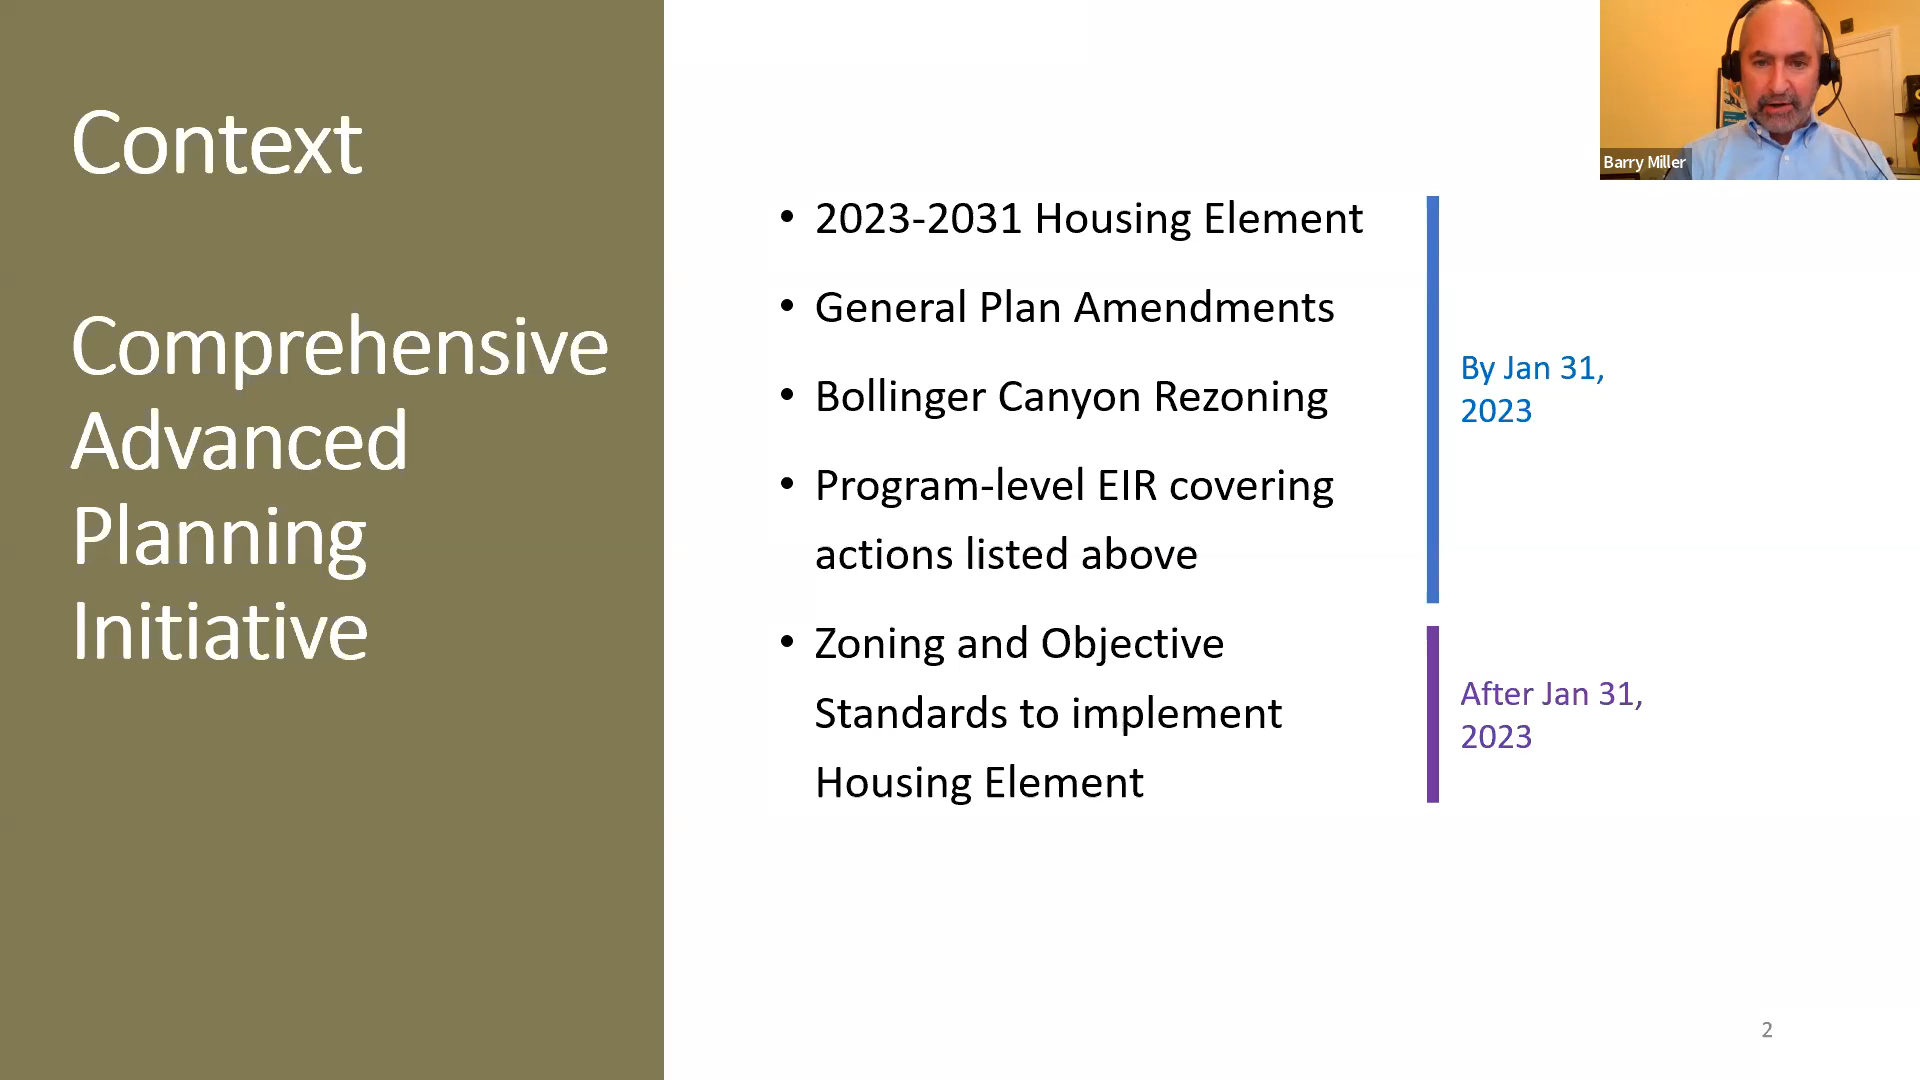 Context
Comprehensive
Advanced
Planning
Initiative
• 2023-2031 Housing Element
• General Plan Amendments
• Bollinger Canyon Rezoning
• Program-level EIR covering
actions listed above
• Zoning and Objective
Standards to implement
Housing Element
By Jan 31,
2023
After Jan 31,
2023
Barry Miller
2